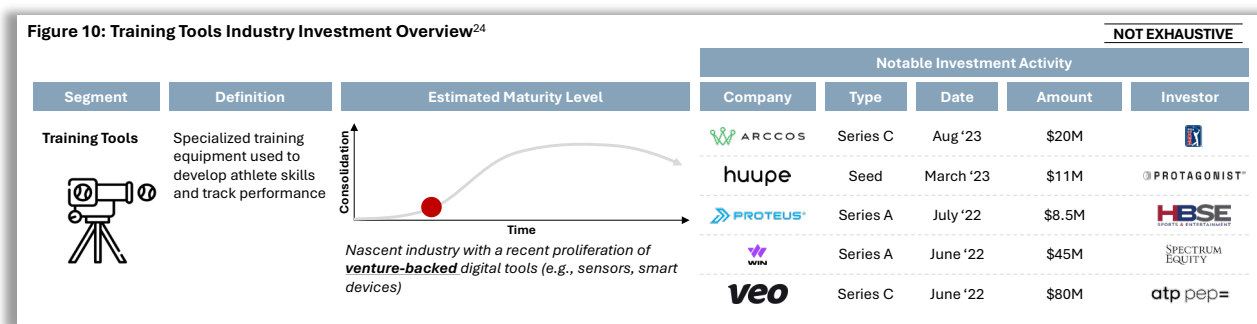 Figure 10: Training Tools Industry Investment Overview24
NOT EXHAUSTIVE
Notable Investment Activity
Segment Definition Estimated Maturity Level Company Type Date Amount Investor
Training Tools
Specialized training
equipment used to
develop athlete skills
and track performance
Consolidation
Time
Nascent industry with a recent proliferation of
venture-backed digital tools (e.g., sensors, smart
devices)
ARCCOS Series C Aug ‘23 $20M
huupe Seed March ‘23 $11M PROTAGONIST
PROTEUS Series A July ‘22 $8.5M HBSE SPORTS & ENTERTAINMENT
WIN Series A June ‘22 $45M SPECTRUM EQUITY
veo Series C June ‘22 $80M atp pep=